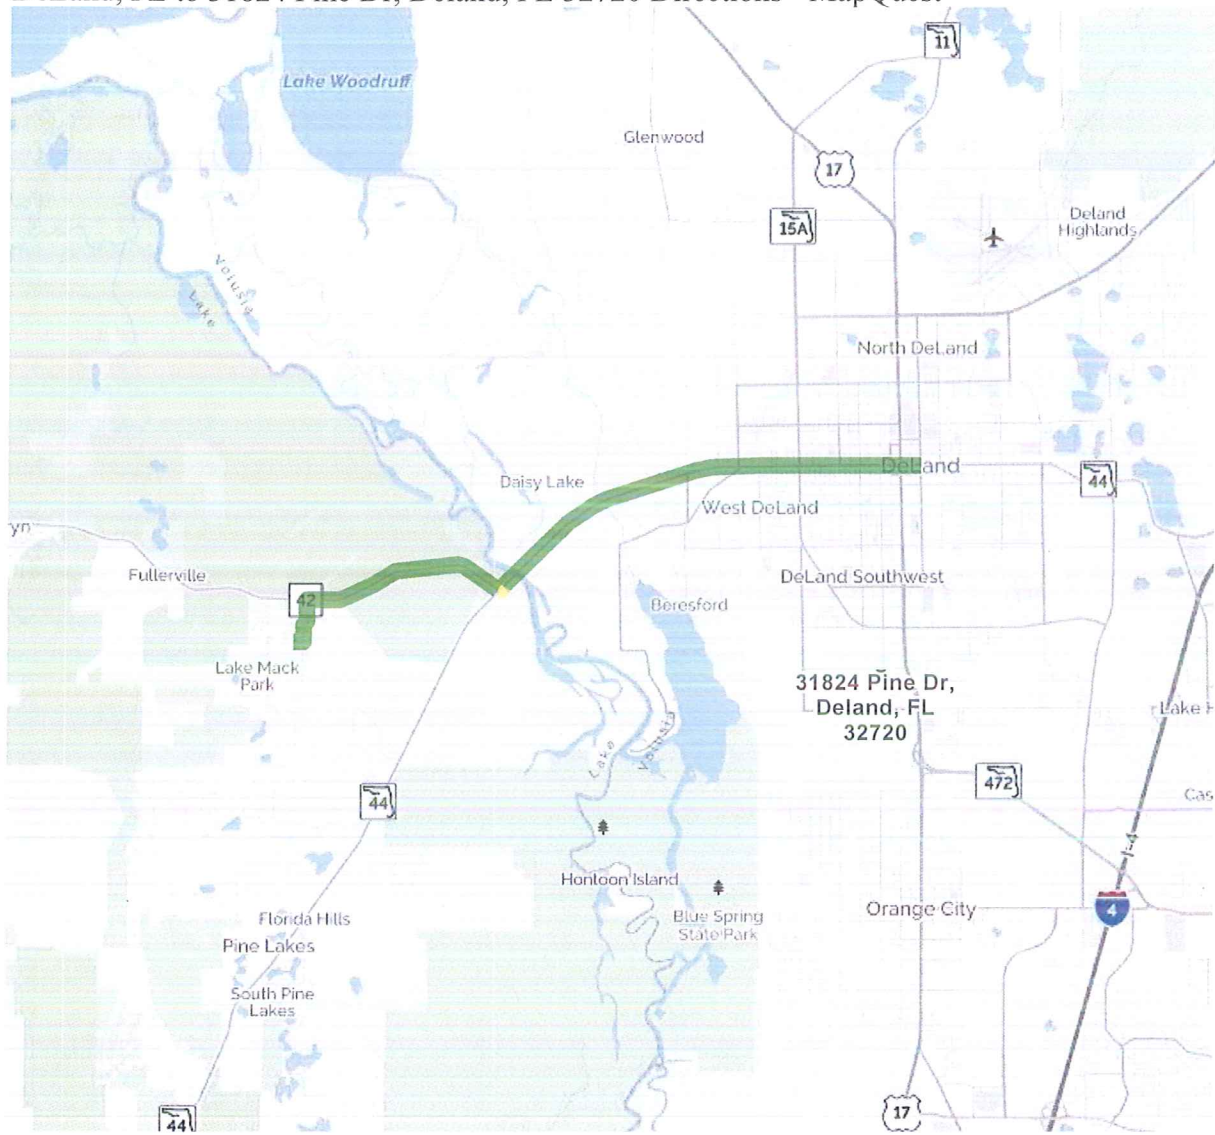 Lake Woodruff
11
Glenwood
17
15A
Deland
Highlands
Volusia
Lake
North DeLand
DeLand
44
Daisy Lake
West DeLand
yn
Fullerville
42
DeLand Southwest
Beresford
Lake Mack
Park
31824 Pine Dr,
Deland, FL
32720
Lake H
Lake
Volusia
472
44
Cas
Hontoon Island
Florida Hills
Orange City
4
Blue Spring
State Park
Pine Lakes
South Pine
Lakes
17
44